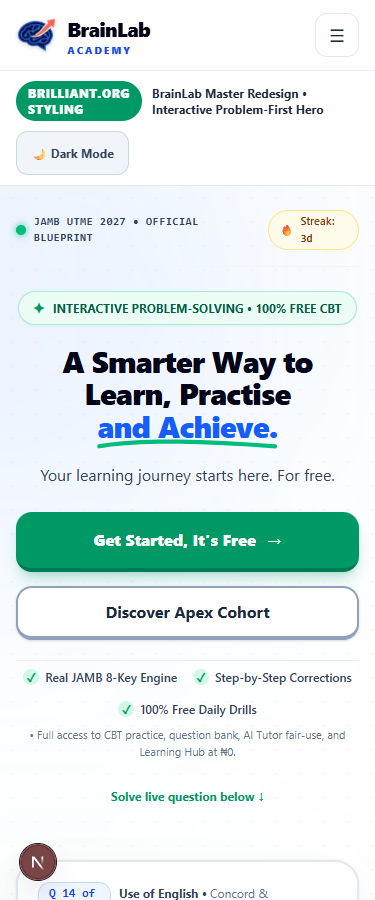 BrainLab
ACADEMY
☰
BRILLIANT.ORG
STYLING
BrainLab Master Redesign •
Interactive Problem-First Hero
🌙 Dark Mode
JAMB UTME 2027 • OFFICIAL
BLUEPRINT
🔥 Streak:
3d
✦ INTERACTIVE PROBLEM-SOLVING • 100% FREE CBT
A Smarter Way to
Learn, Practise
and Achieve.
Your learning journey starts here. For free.
Get Started, It's Free →
Discover Apex Cohort
✓ Real JAMB 8-Key Engine ✓ Step-by-Step Corrections
✓ 100% Free Daily Drills
• Full access to CBT practice, question bank, AI Tutor fair-use, and
Learning Hub at ₦0.
Solve live question below ↓
N
Q 14 of
Use of English • Concord &